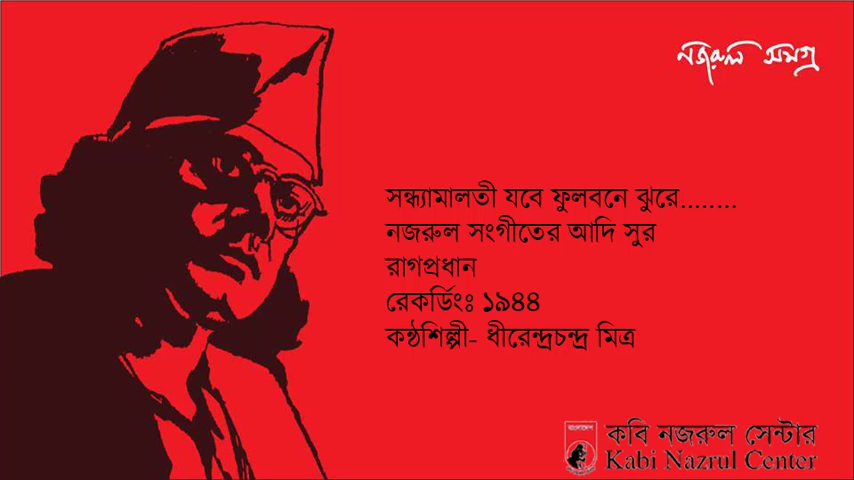 নজরুল সমগ্র
সন্ধ্যামালতী যবে ফুলবনে ঝুরে........
নজরুল সংগীতের আদি সুর
রাগপ্রধান
রেকর্ডিংঃ ১৯৪৪
কন্ঠশিল্পী- ধীরেন্দ্রচন্দ্র মিত্র
বাংলাদেশ
কবি নজরুল সেন্টার
Kabi Nazrul Center